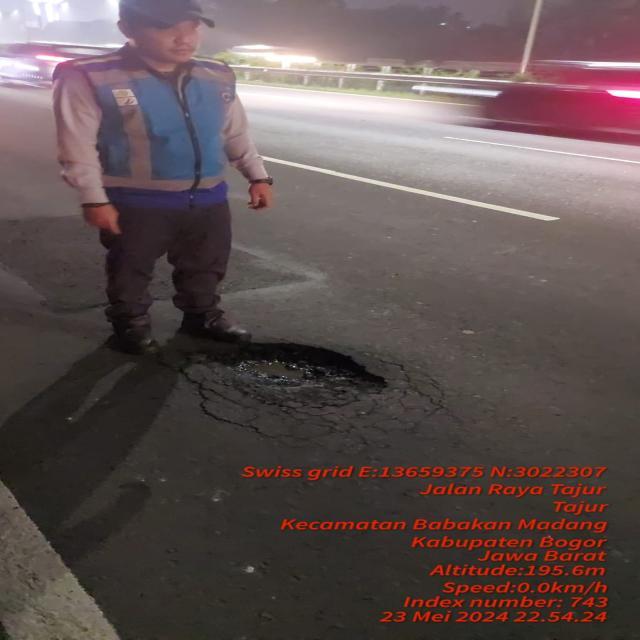 Swiss grid E:13659375 N:3022307
Jalan Raya Tajur
Tajur
Kecamatan Babakan Madang
Kabupaten Bogor
Jawa Barat
Altitude:195.6m
Speed:0.0km/h
Index number: 743
23 Mei 2024 22.54.24